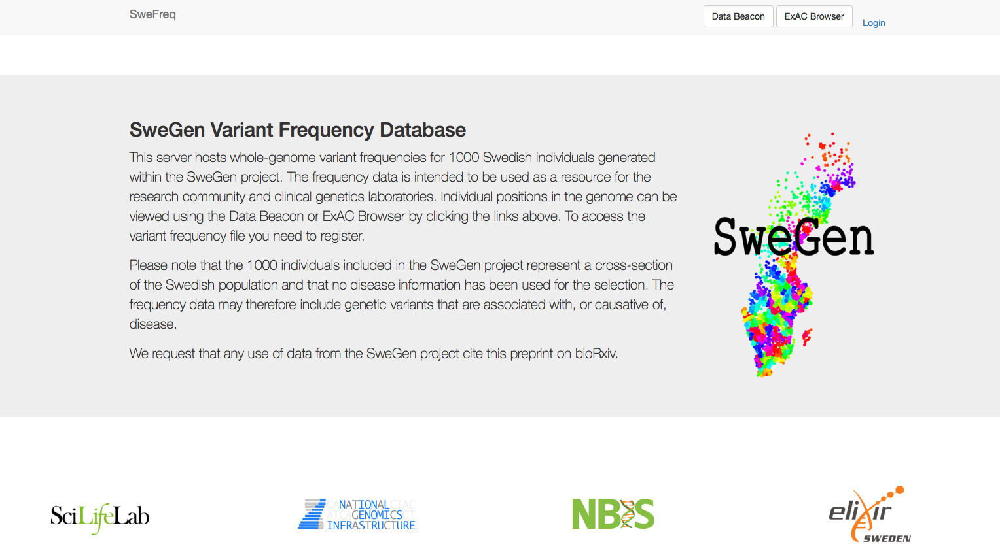 SweFreq
Data Beacon
ExAC Browser
Login
SweGen Variant Frequency Database
This server hosts whole-genome variant frequencies for 1000 Swedish individuals generated
within the SweGen project. The frequency data is intended to be used as a resource for the
research community and clinical genetics laboratories. Individual positions in the genome can be
viewed using the Data Beacon or ExAC Browser by clicking the links above. To access the
variant frequency file you need to register.
Please note that the 1000 individuals included in the SweGen project represent a cross-section
of the Swedish population and that no disease information has been used for the selection. The
frequency data may therefore include genetic variants that are associated with, or causative of,
disease.
We request that any use of data from the SweGen project cite this preprint on bioRxiv.
SweGen
SciLifeLab
GANATIONALCTAC
ATCAGENOMICSGT
INFRASTRUCTURE
NBIS
elixir
SWEDEN